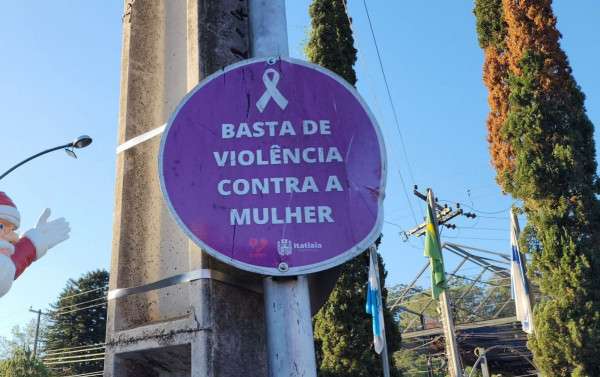 BASTA DE
VIOLÊNCIA
CONTRA A
MULHER
Itatiaia